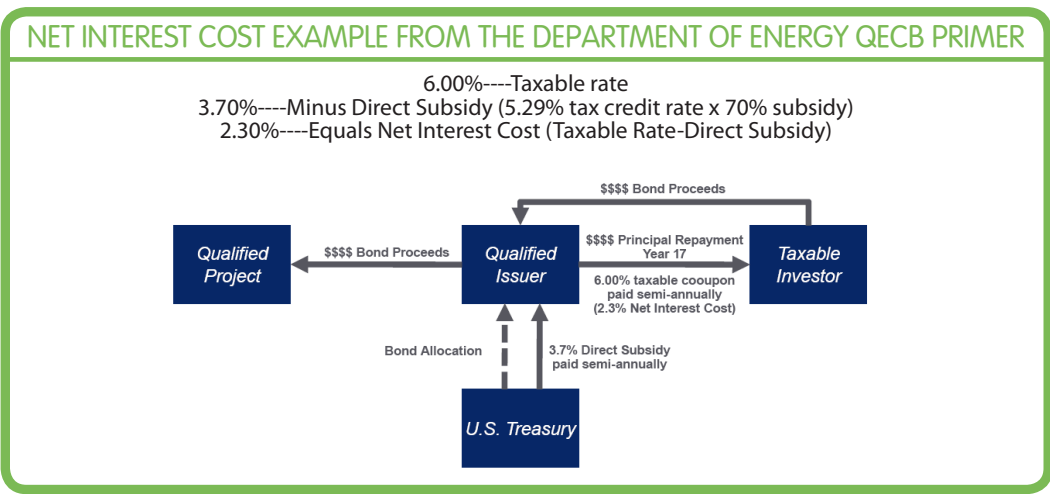 NET INTEREST COST EXAMPLE FROM THE DEPARTMENT OF ENERGY QECB PRIMER
6.00%----Taxable rate
3.70%----Minus Direct Subsidy (5.29% tax credit rate x 70% subsidy)
2.30%----Equals Net Interest Cost (Taxable Rate-Direct Subsidy)
$$$$ Bond Proceeds
Qualified
Project
$$$$ Bond Proceeds
Qualified
Issuer
$$$$ Principal Repayment
Year 17
6.00% taxable cooupon
paid semi-annually
(2.3% Net Interest Cost)
Taxable
Investor
Bond Allocation
3.7% Direct Subsidy
paid semi-annually
U.S. Treasury